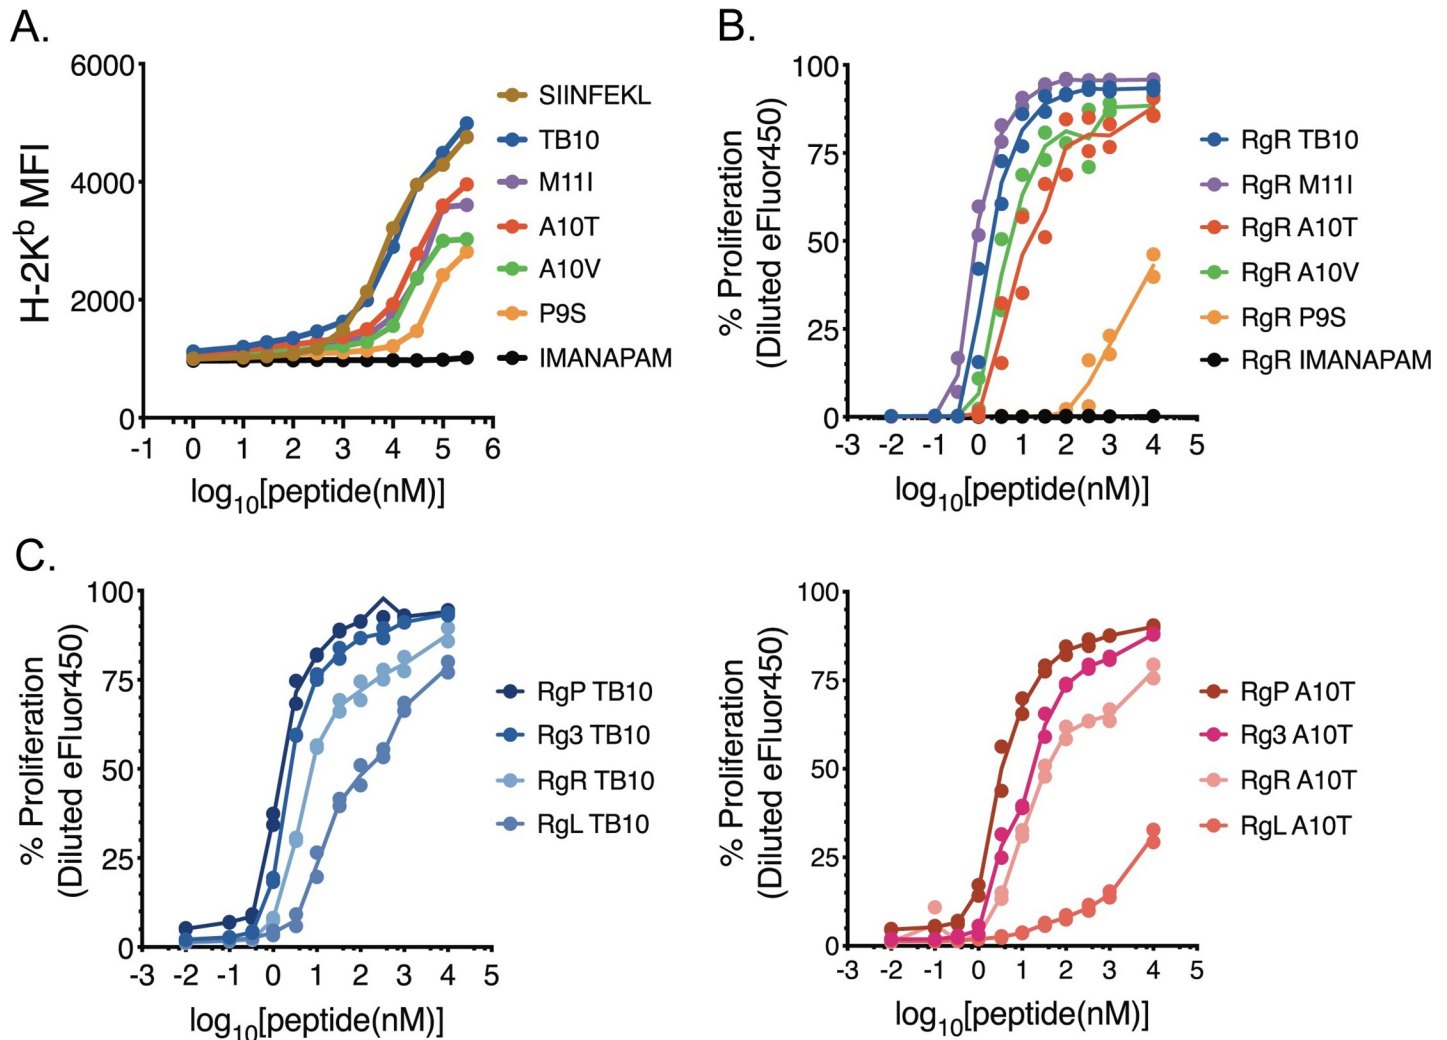 A.
H-2Kᵇ MFI
6000
4000
2000
0
-1 0 1 2 3 4 5 6
log₁₀[peptide(nM)]
SIINFEKL
TB10
M11I
A10T
A10V
P9S
IMANAPAM
B.
% Proliferation
(Diluted eFluor450)
100
75
50
25
0
-3 -2 -1 0 1 2 3 4 5
log₁₀[peptide(nM)]
RgR TB10
RgR M11I
RgR A10T
RgR A10V
RgR P9S
RgR IMANAPAM
C.
% Proliferation
(Diluted eFluor450)
100
75
50
25
0
-3 -2 -1 0 1 2 3 4 5
log₁₀[peptide(nM)]
RgP TB10
Rg3 TB10
RgR TB10
RgL TB10
% Proliferation
(Diluted eFluor450)
100
75
50
25
0
-3 -2 -1 0 1 2 3 4 5
log₁₀[peptide(nM)]
RgP A10T
Rg3 A10T
RgR A10T
RgL A10T